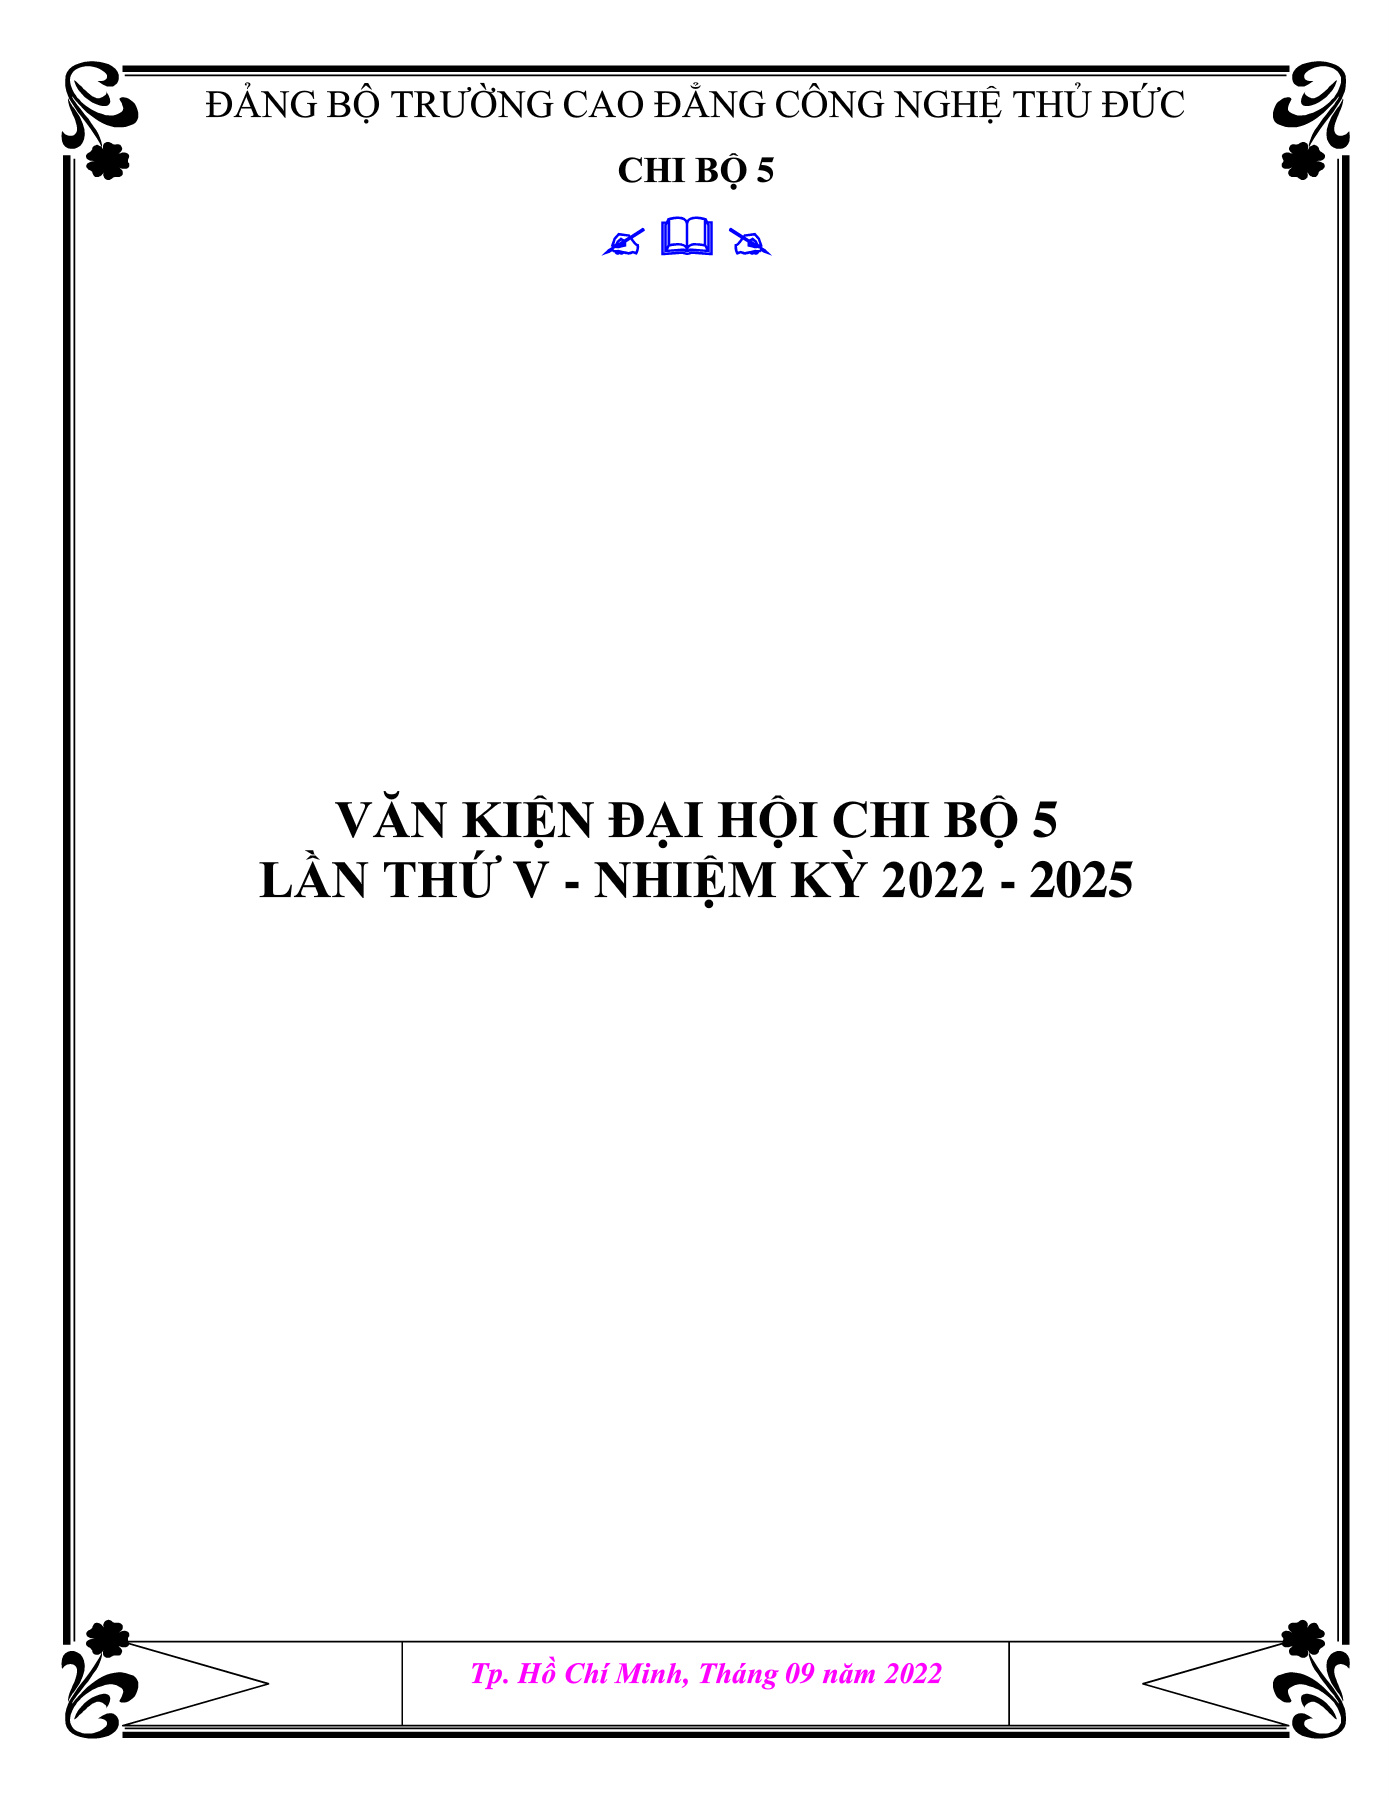 ĐẢNG BỘ TRƯỜNG CAO ĐẲNG CÔNG NGHỆ THỦ ĐỨC
CHI BỘ 5
VĂN KIỆN ĐẠI HỘI CHI BỘ 5
LẦN THỨ V - NHIỆM KỲ 2022 - 2025
Tp. Hồ Chí Minh, Tháng 09 năm 2022